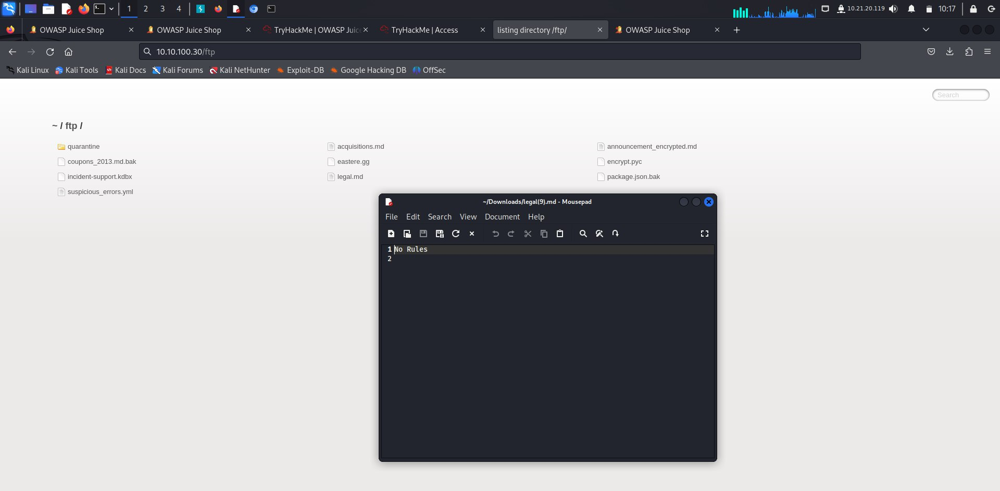 1 2 3 4 10.21.20.119 10:17
OWASP Juice Shop OWASP Juice Shop TryHackMe | OWASP Juic TryHackMe | Access listing directory /ftp/ OWASP Juice Shop
10.10.100.30/ftp
Kali Linux Kali Tools Kali Docs Kali Forums Kali NetHunter Exploit-DB Google Hacking DB OffSec
Search
~ / ftp /
quarantine acquisitions.md announcement_encrypted.md
coupons_2013.md.bak eastere.gg encrypt.pyc
incident-support.kdbx legal.md package.json.bak
suspicious_errors.yml
~/Downloads/legal(9).md - Mousepad
File Edit Search View Document Help
1 No Rules
2